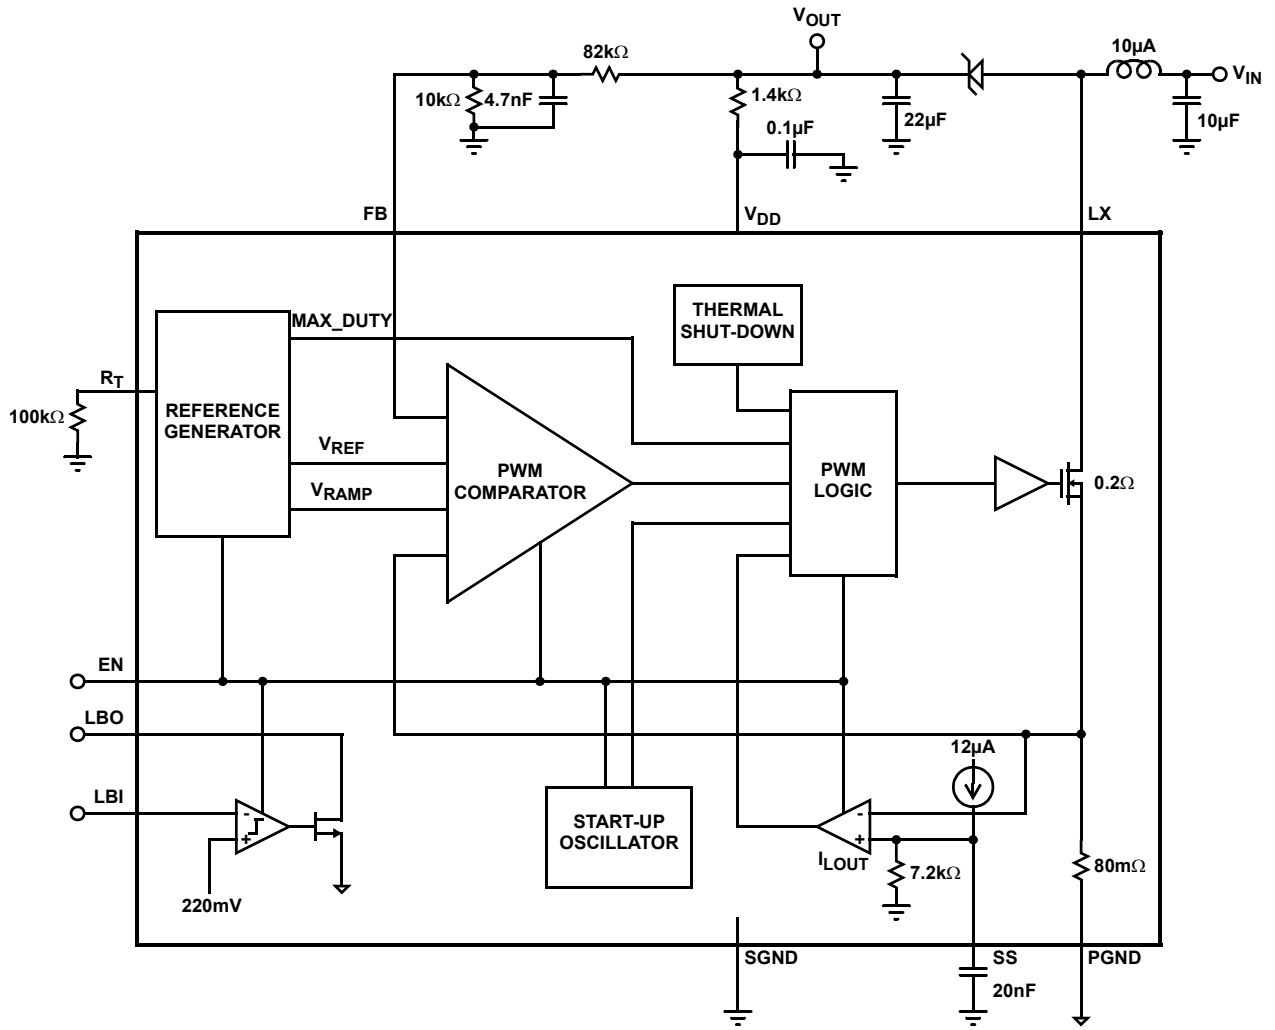 VOUT
82kΩ
10µA
VIN
10kΩ
4.7nF
1.4kΩ
22µF
10µF
0.1µF
FB
VDD
LX
THERMAL
SHUT-DOWN
MAX_DUTY
RT
100kΩ
REFERENCE
GENERATOR
VREF
VRAMP
PWM
COMPARATOR
PWM
LOGIC
0.2Ω
EN
LBO
LBI
12µA
START-UP
OSCILLATOR
-
+
-
+
ILOUT
7.2kΩ
80mΩ
220mV
SGND
SS
PGND
20nF